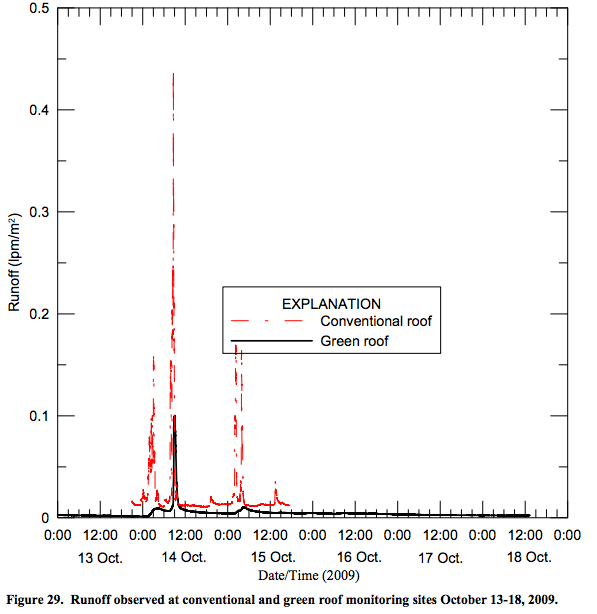 0.5
0.4
0.3
0.2
0.1
0
Runoff (lpm/m²)
EXPLANATION
Conventional roof
Green roof
0:00 12:00 0:00 12:00 0:00 12:00 0:00 12:00 0:00 12:00 0:00 12:00 0:00
13 Oct. 14 Oct. 15 Oct. 16 Oct. 17 Oct. 18 Oct.
Date/Time (2009)
Figure 29. Runoff observed at conventional and green roof monitoring sites October 13-18, 2009.